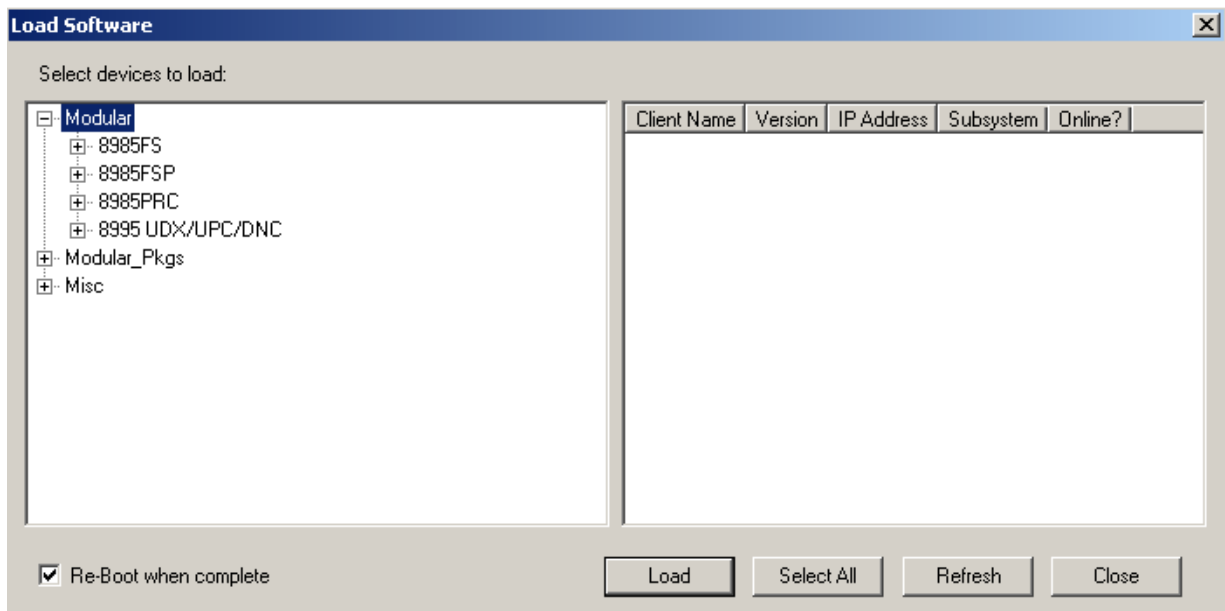 Load Software
Select devices to load:
Modular
8985FS
8985FSP
8985PRC
8995 UDX/UPC/DNC
Modular_Pkgs
Misc
Client Name Version IP Address Subsystem Online?
Re-Boot when complete
Load Select All Refresh Close